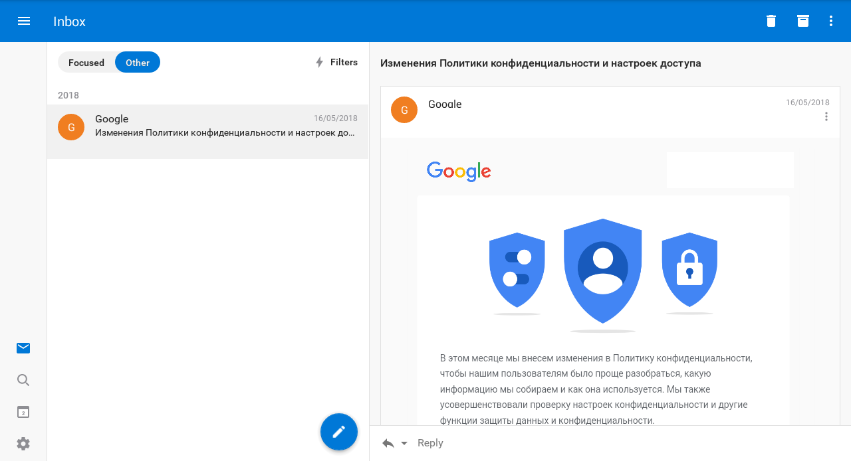 Inbox
Focused
Other
Filters
2018
G
Google
16/05/2018
Изменения Политики конфиденциальности и настроек до...
Изменения Политики конфиденциальности и настроек доступа
G
Google
16/05/2018
Google
В этом месяце мы внесем изменения в Политику конфиденциальности,
чтобы нашим пользователям было проще разобраться, какую
информацию мы собираем и как она используется. Мы также
усовершенствовали проверку настроек конфиденциальности и другие
функции защиты данных и конфиденциальности.
Reply